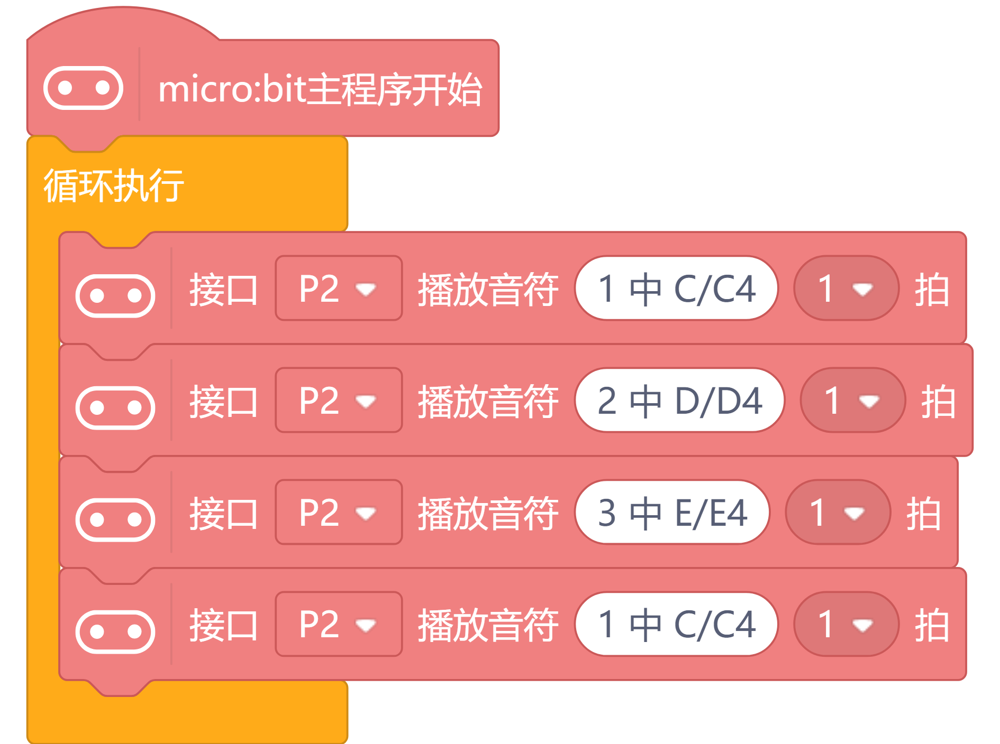 micro:bit主程序开始
循环执行
接口 P2 播放音符 1 中 C/C4 1 拍
接口 P2 播放音符 2 中 D/D4 1 拍
接口 P2 播放音符 3 中 E/E4 1 拍
接口 P2 播放音符 1 中 C/C4 1 拍